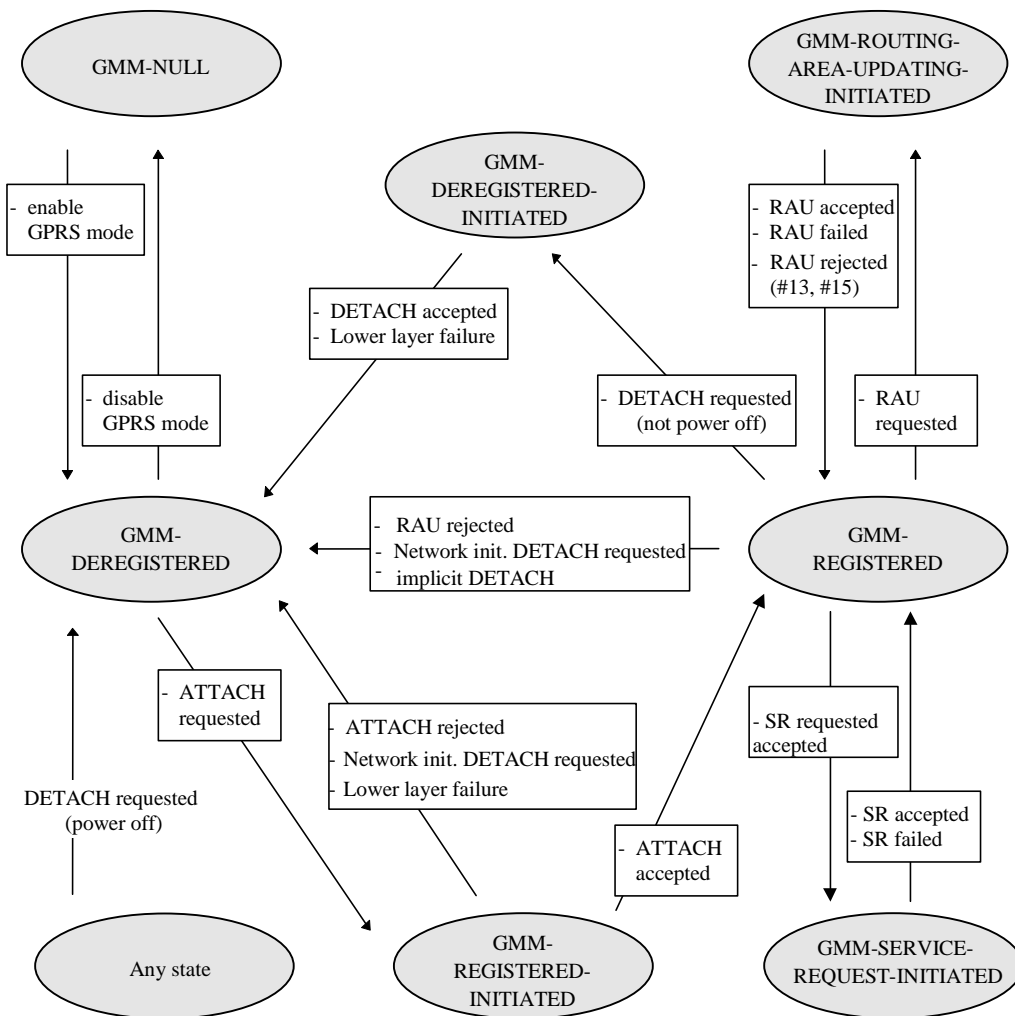 GMM-NULL
GMM-ROUTING-
AREA-UPDATING-
INITIATED
GMM-
DEREGISTERED-
INITIATED
- enable
GPRS mode
- RAU accepted
- RAU failed
- RAU rejected
(#13, #15)
- DETACH accepted
- Lower layer failure
- disable
GPRS mode
- DETACH requested
(not power off)
- RAU
requested
GMM-
DEREGISTERED
- RAU rejected
- Network init. DETACH requested
- implicit DETACH
GMM-
REGISTERED
- ATTACH
requested
- ATTACH rejected
- Network init. DETACH requested
- Lower layer failure
- SR requested
accepted
DETACH requested
(power off)
- ATTACH
accepted
- SR accepted
- SR failed
Any state
GMM-
REGISTERED-
INITIATED
GMM-SERVICE-
REQUEST-INITIATED